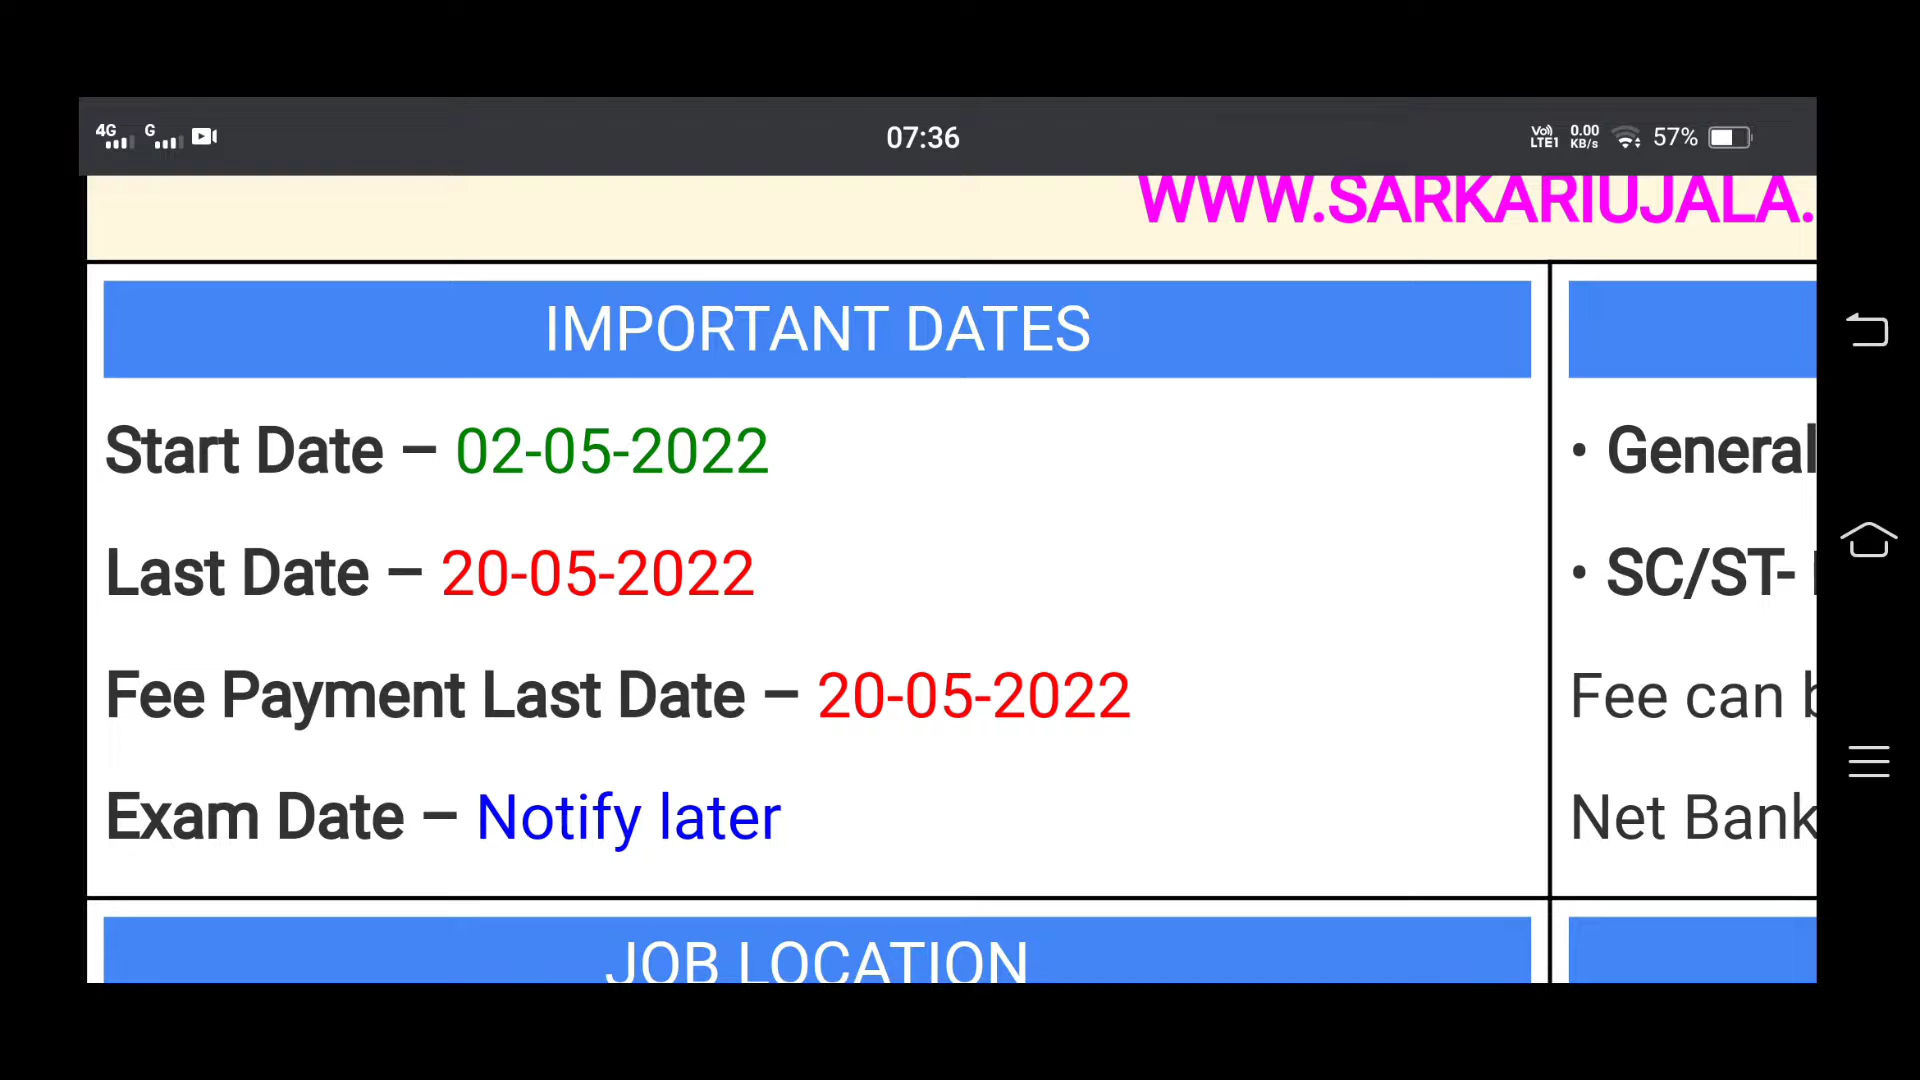 4G G 07:36 Vo) LTE1 0.00 KB/s 57%
WWW.SARKARIUJALA.
IMPORTANT DATES
Start Date – 02-05-2022
Last Date – 20-05-2022
Fee Payment Last Date – 20-05-2022
Exam Date – Notify later
• General
• SC/ST-
Fee can
Net Bank
JOB LOCATION